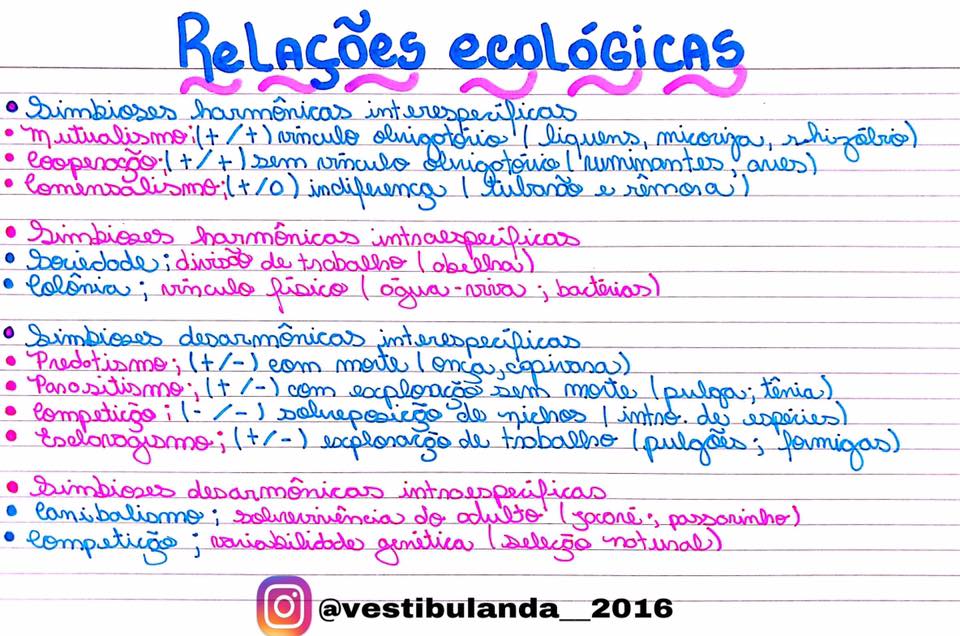 Relações ecológicas
• Simbioses harmônicas interespecíficas
• Mutualismo; (+/+) vínculo obrigatório (liquens, micoriza, rhizóbio)
• Cooperação; (+/+) sem vínculo obrigatório (ruminantes, aves)
• Comensalismo; (+/0) indiferença (tubarão e rêmora)
• Simbioses harmônicas intraespecíficas
• Sociedade; divisão de trabalho (abelha)
• Colônia; vínculo físico (água-viva; bactérias)
• Simbioses desarmônicas interespecíficas
• Predatismo; (+/-) com morte (onça, capivara)
• Parasitismo; (+/-) com exploração sem morte (pulga; tênia)
• Competição; (-/-) sobreposição de nichos (intro. des espécies)
• Esclavagismo; (+/-) exploração de trabalho (pulgões; formigas)
• Simbioses desarmônicas intraespecíficas
• Canibalismo; sobrevivência do adulto (jacaré; passarinho)
• Competição; variabilidade genética (seleção natural)
@vestibulanda__2016